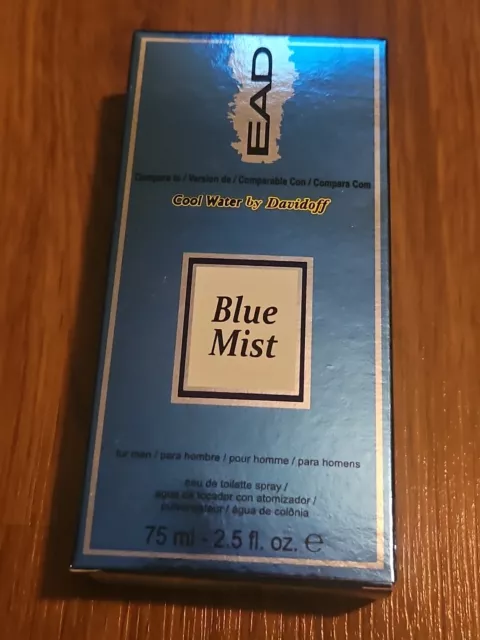 EAD
Compare to / Version de / Comparable Con / Compara Com
Cool Water by Davidoff
Blue
Mist
for men / para hombre / pour homme / para homens
eau de toilette spray /
agua de tocador con atomizador /
vaporisateur / água de colônia
75 ml - 2.5 fl. oz. ℮